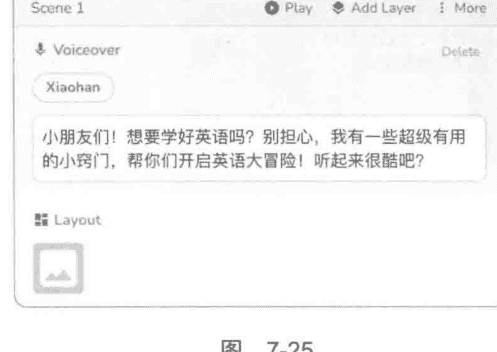 Scene 1 Play Add Layer More
Voiceover Delete
Xiaohan
小朋友们！想要学好英语吗？别担心，我有一些超级有用
的小窍门，帮你们开启英语大冒险！听起来很酷吧？
Layout
图 7-25